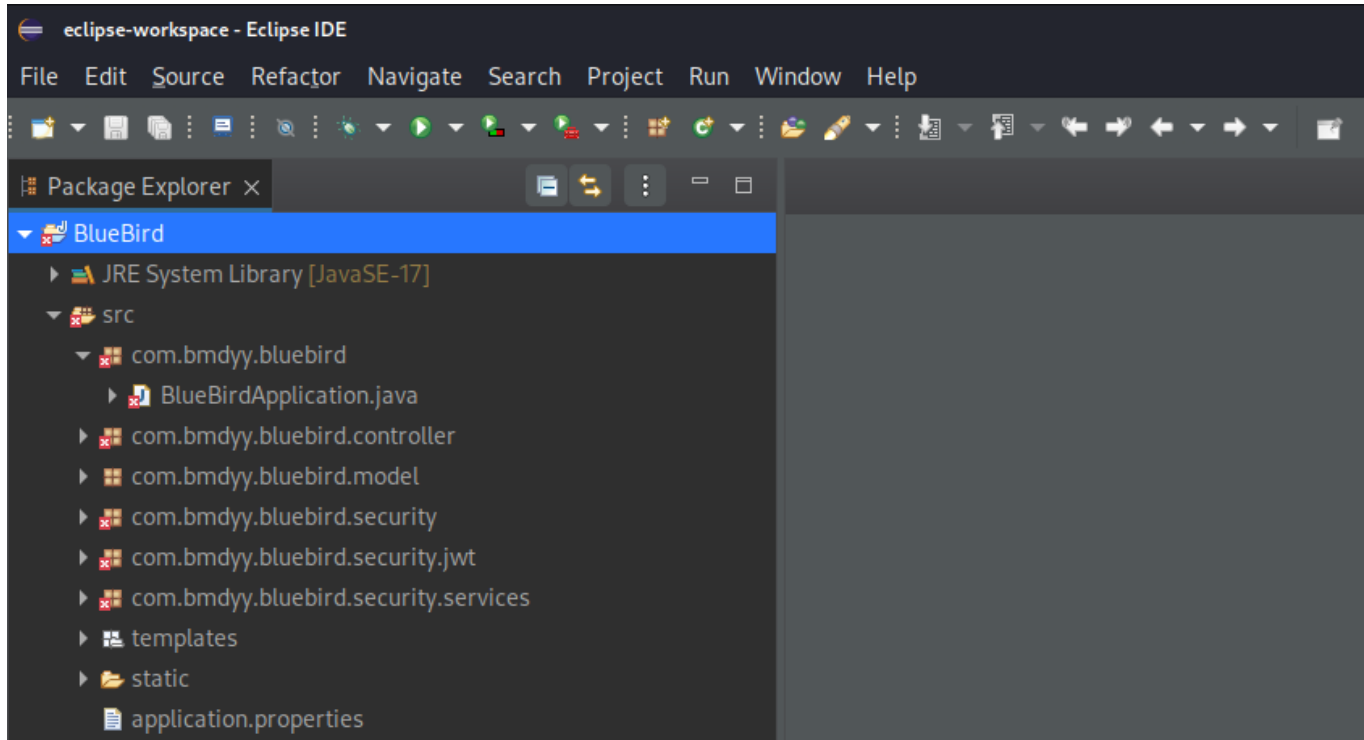 eclipse-workspace - Eclipse IDE
File Edit Source Refactor Navigate Search Project Run Window Help
Package Explorer
BlueBird
JRE System Library [JavaSE-17]
src
com.bmdyy.bluebird
BlueBirdApplication.java
com.bmdyy.bluebird.controller
com.bmdyy.bluebird.model
com.bmdyy.bluebird.security
com.bmdyy.bluebird.security.jwt
com.bmdyy.bluebird.security.services
templates
static
application.properties